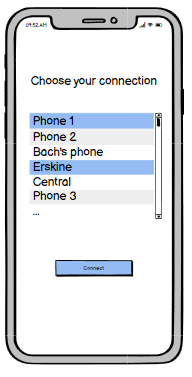 09:52 AM
Choose your connection
Phone 1
Phone 2
Bach's phone
Erskine
Central
Phone 3
...
Connect